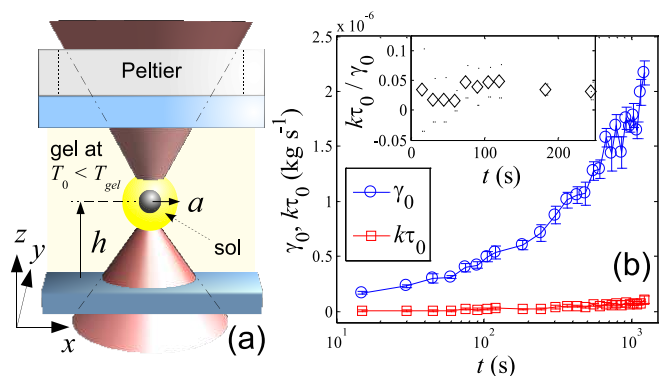 Peltier
gel at
T₀ < T_gel
a
h
sol
z
y
x
(a)
× 10⁻⁶
2.5
2
1.5
1
0.5
0
γ₀, kτ₀ (kg s⁻¹)
0.1
0.05
0
-0.05
kτ₀ / γ₀
0 100 200
t (s)
γ₀
kτ₀
(b)
10¹ 10² 10³
t (s)